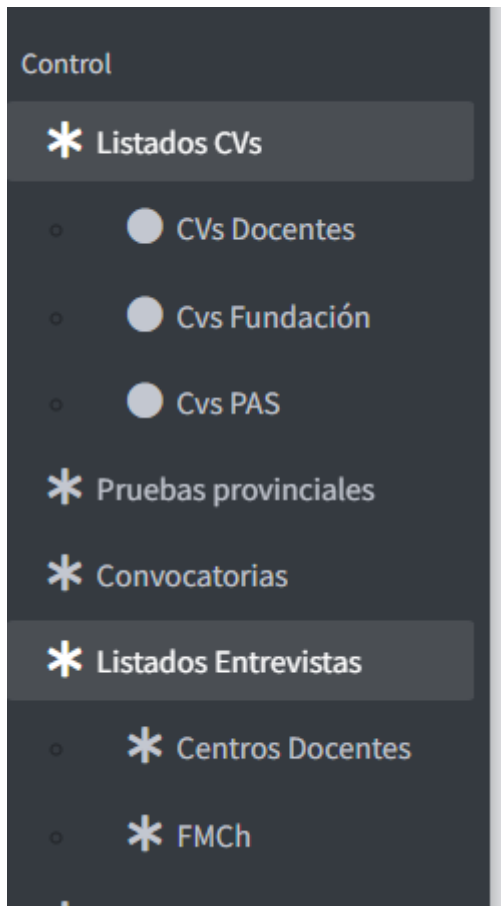 Control
Listados CVs
CVs Docentes
Cvs Fundación
Cvs PAS
Pruebas provinciales
Convocatorias
Listados Entrevistas
Centros Docentes
FMCh